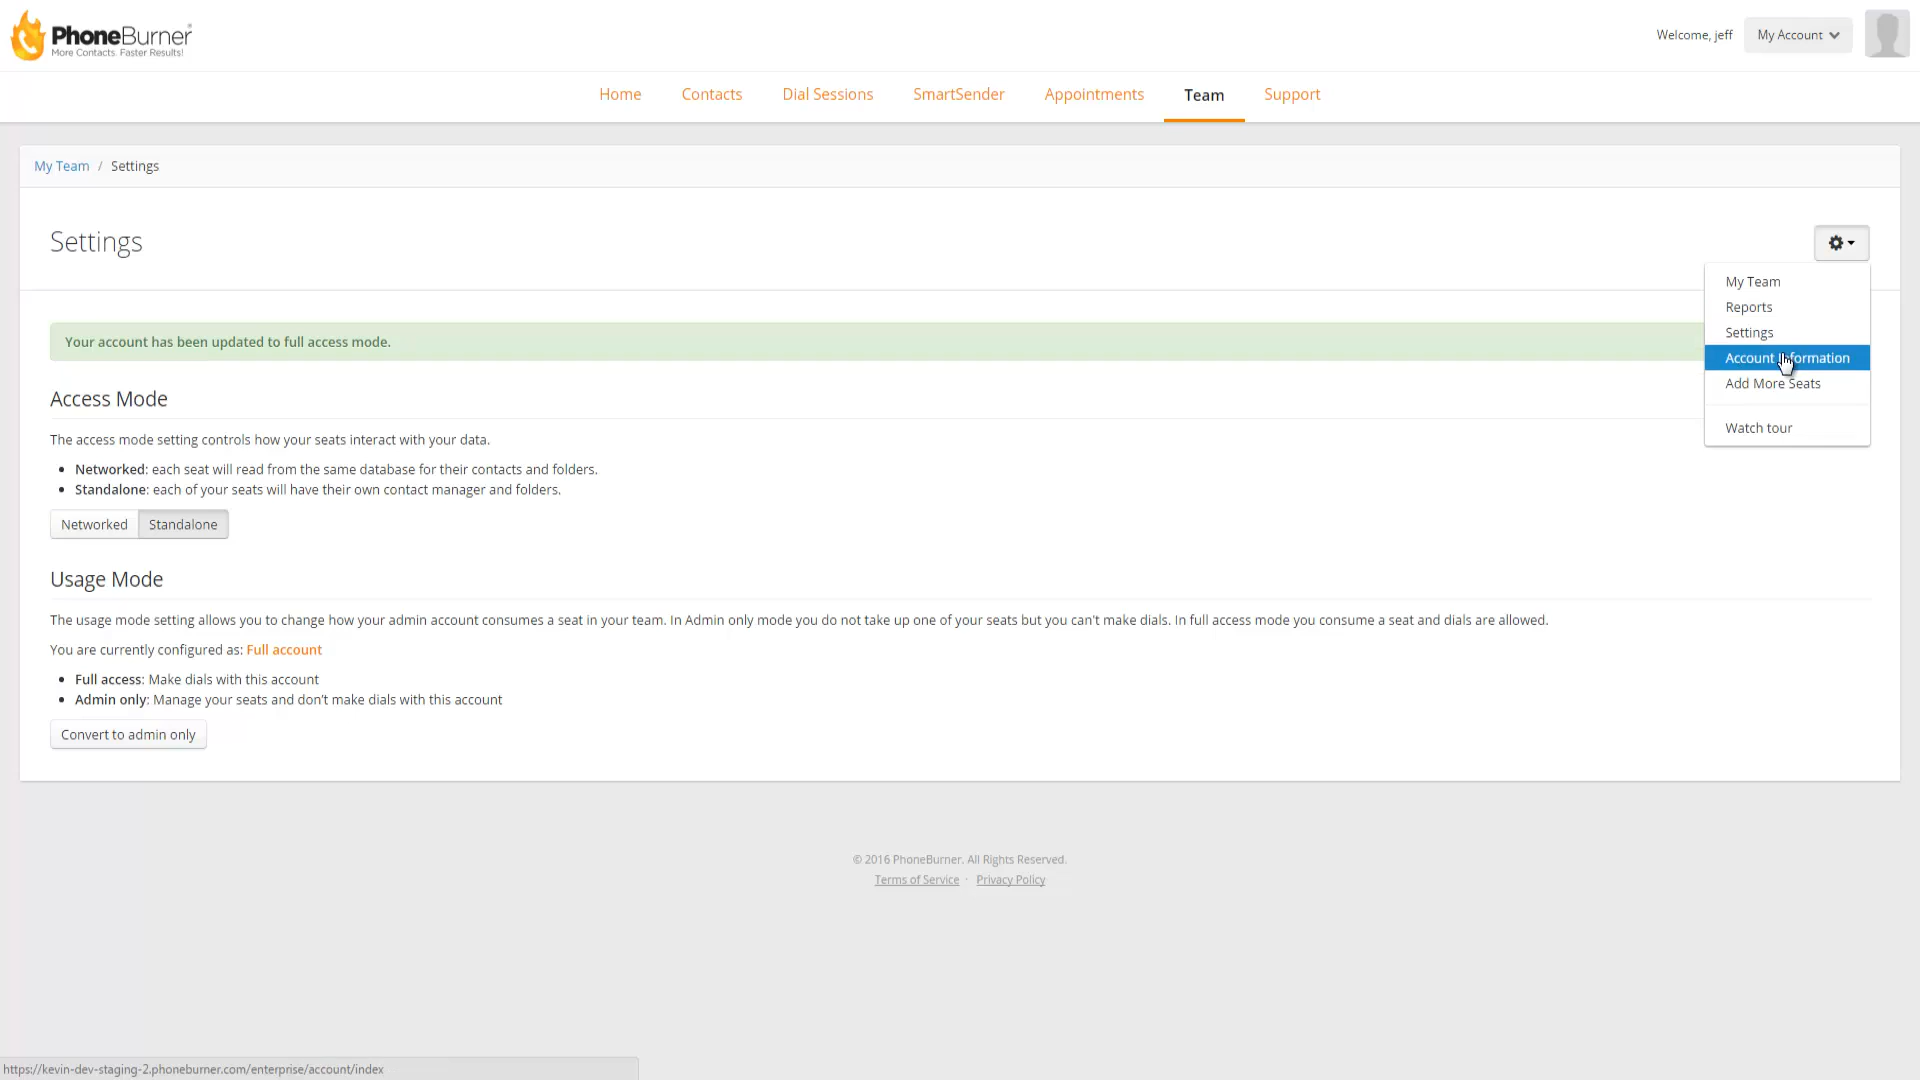 PhoneBurner®
More Contacts. Faster Results!
Welcome, jeff
My Account
Home
Contacts
Dial Sessions
SmartSender
Appointments
Team
Support
My Team / Settings
Settings
My Team
Reports
Settings
Account Information
Add More Seats
Watch tour
Your account has been updated to full access mode.
Access Mode
The access mode setting controls how your seats interact with your data.
• Networked: each seat will read from the same database for their contacts and folders.
• Standalone: each of your seats will have their own contact manager and folders.
Networked
Standalone
Usage Mode
The usage mode setting allows you to change how your admin account consumes a seat in your team. In Admin only mode you do not take up one of your seats but you can't make dials. In full access mode you consume a seat and dials are allowed.
You are currently configured as: Full account
• Full access: Make dials with this account
• Admin only: Manage your seats and don't make dials with this account
Convert to admin only
© 2016 PhoneBurner. All Rights Reserved.
Terms of Service · Privacy Policy
https://kevin-dev-staging-2.phoneburner.com/enterprise/account/index